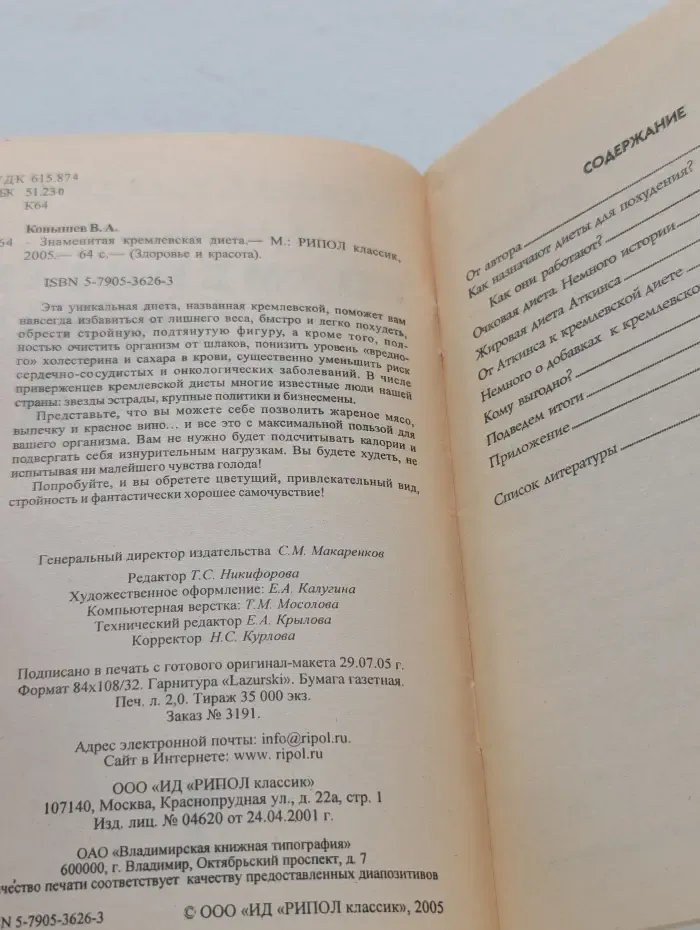 ДК 615.874
БК 51.230
К64
Конышев В. А.
64 Знаменитая кремлевская диета.— М.: РИПОЛ классик,
2005.— 64 с.— (Здоровье и красота).
ISBN 5-7905-3626-3
Эта уникальная диета, названная кремлевской, поможет вам
навсегда избавиться от лишнего веса, быстро и легко похудеть,
обрести стройную, подтянутую фигуру, а кроме того, пол-
ностью очистить организм от шлаков, понизить уровень «вредно-
го» холестерина и сахара в крови, существенно уменьшить риск
сердечно-сосудистых и онкологических заболеваний. В числе
приверженцев кремлевской диеты многие известные люди нашей
страны: звезды эстрады, крупные политики и бизнесмены.
Представьте, что вы можете себе позволить жареное мясо,
выпечку и красное вино... и все это с максимальной пользой для
вашего организма. Вам не нужно будет подсчитывать калории и
подвергать себя изнурительным нагрузкам. Вы будете худеть, не
испытывая ни малейшего чувства голода!
Попробуйте, и вы обретете цветущий, привлекательный вид,
стройность и фантастически хорошее самочувствие!
Генеральный директор издательства С.М. Макаренков
Редактор Т.С. Никифорова
Художественное оформление: Е.А. Калугина
Компьютерная верстка: Т.М. Мосолова
Технический редактор Е.А. Крылова
Корректор Н.С. Курлова
Подписано в печать с готового оригинал-макета 29.07.05 г.
Формат 84х108/32. Гарнитура «Lazurski». Бумага газетная.
Печ. л. 2,0. Тираж 35 000 экз.
Заказ № 3191.
Адрес электронной почты: info@ripol.ru.
Сайт в Интернете: www. ripol.ru
ООО «ИД «РИПОЛ классик»
107140, Москва, Краснопрудная ул., д. 22а, стр. 1
Изд. лиц. № 04620 от 24.04.2001 г.
ОАО «Владимирская книжная типография»
600000, г. Владимир, Октябрьский проспект, д. 7
чество печати соответствует качеству предоставленных диапозитивов
N 5-7905-3626-3
© ООО «ИД «РИПОЛ классик», 2005
СОДЕРЖАНИЕ
От автора
Как назначают диеты для похудения?
Как они работают?
Очковая диета. Немного истории
Жировая диета Аткинса
От Аткинса к кремлевской диете
Немного о добавках к кремлевско
Кому выгодно?
Подведем итоги
Приложение
Список литературы